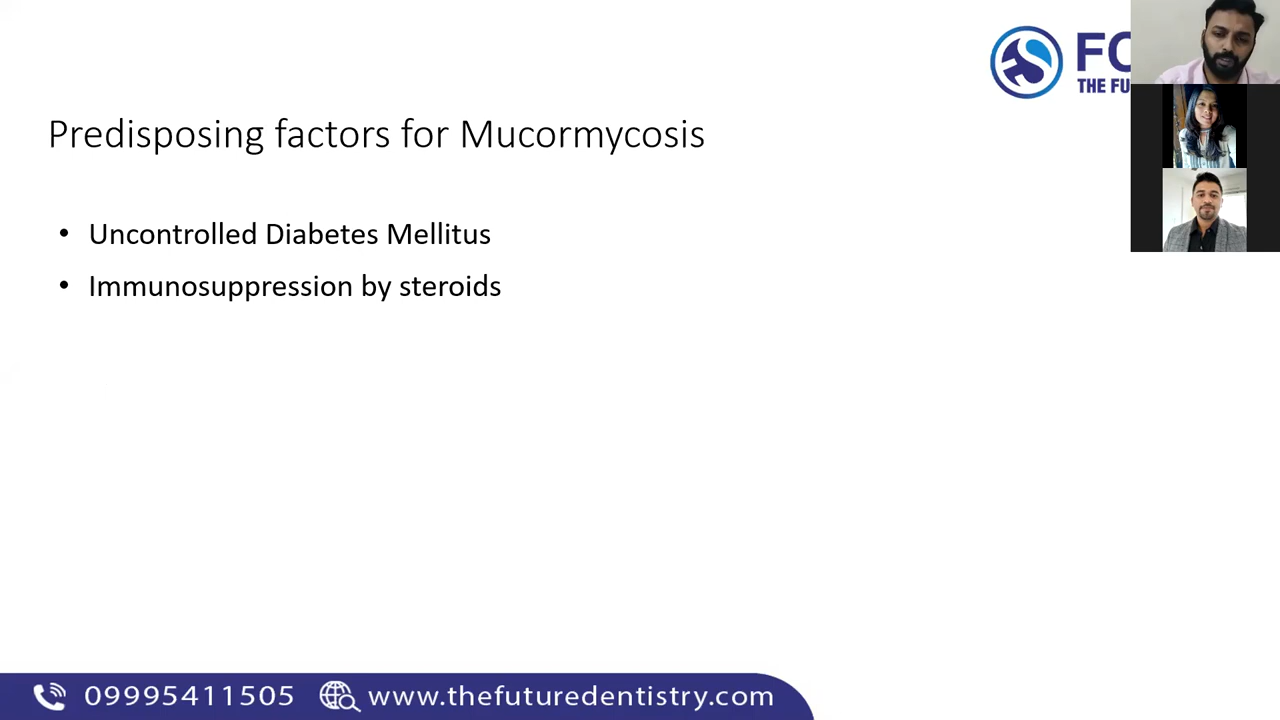 THE FU
Predisposing factors for Mucormycosis
• Uncontrolled Diabetes Mellitus
• Immunosuppression by steroids
09995411505 www.thefuturedentistry.com